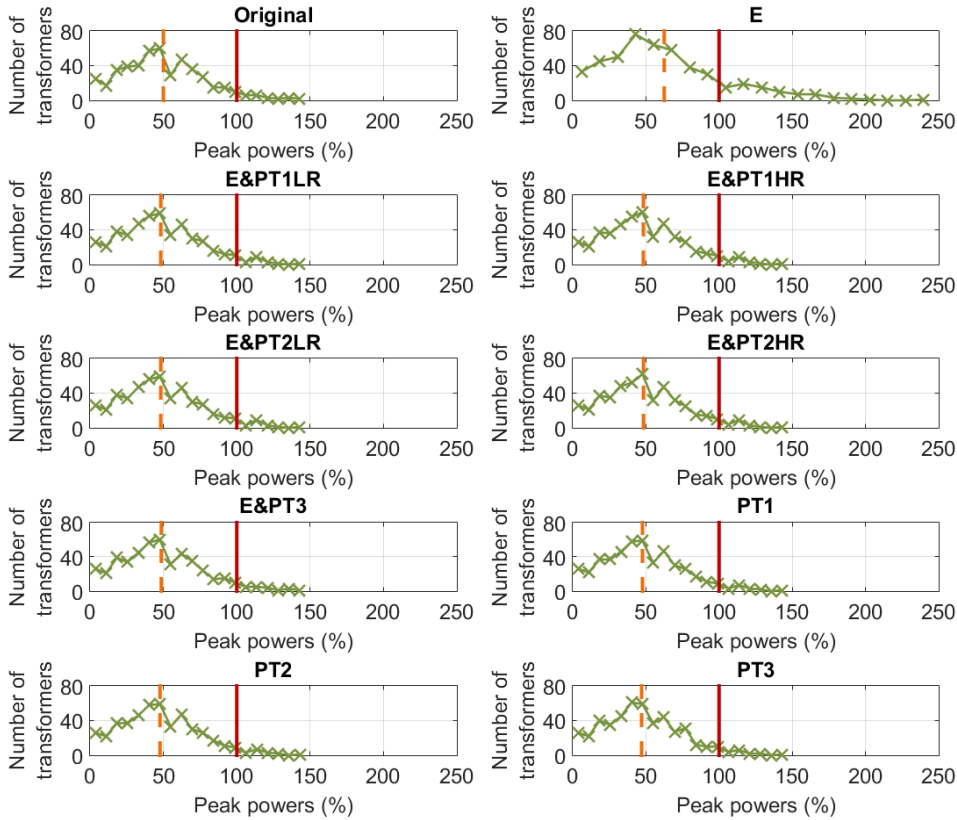 Original
Number of
transformers
80
40
0
0 50 100 150 200 250
Peak powers (%)
E
Number of
transformers
80
40
0
0 50 100 150 200 250
Peak powers (%)
E&PT1LR
Number of
transformers
80
40
0
0 50 100 150 200 250
Peak powers (%)
E&PT1HR
Number of
transformers
80
40
0
0 50 100 150 200 250
Peak powers (%)
E&PT2LR
Number of
transformers
80
40
0
0 50 100 150 200 250
Peak powers (%)
E&PT2HR
Number of
transformers
80
40
0
0 50 100 150 200 250
Peak powers (%)
E&PT3
Number of
transformers
80
40
0
0 50 100 150 200 250
Peak powers (%)
PT1
Number of
transformers
80
40
0
0 50 100 150 200 250
Peak powers (%)
PT2
Number of
transformers
80
40
0
0 50 100 150 200 250
Peak powers (%)
PT3
Number of
transformers
80
40
0
0 50 100 150 200 250
Peak powers (%)